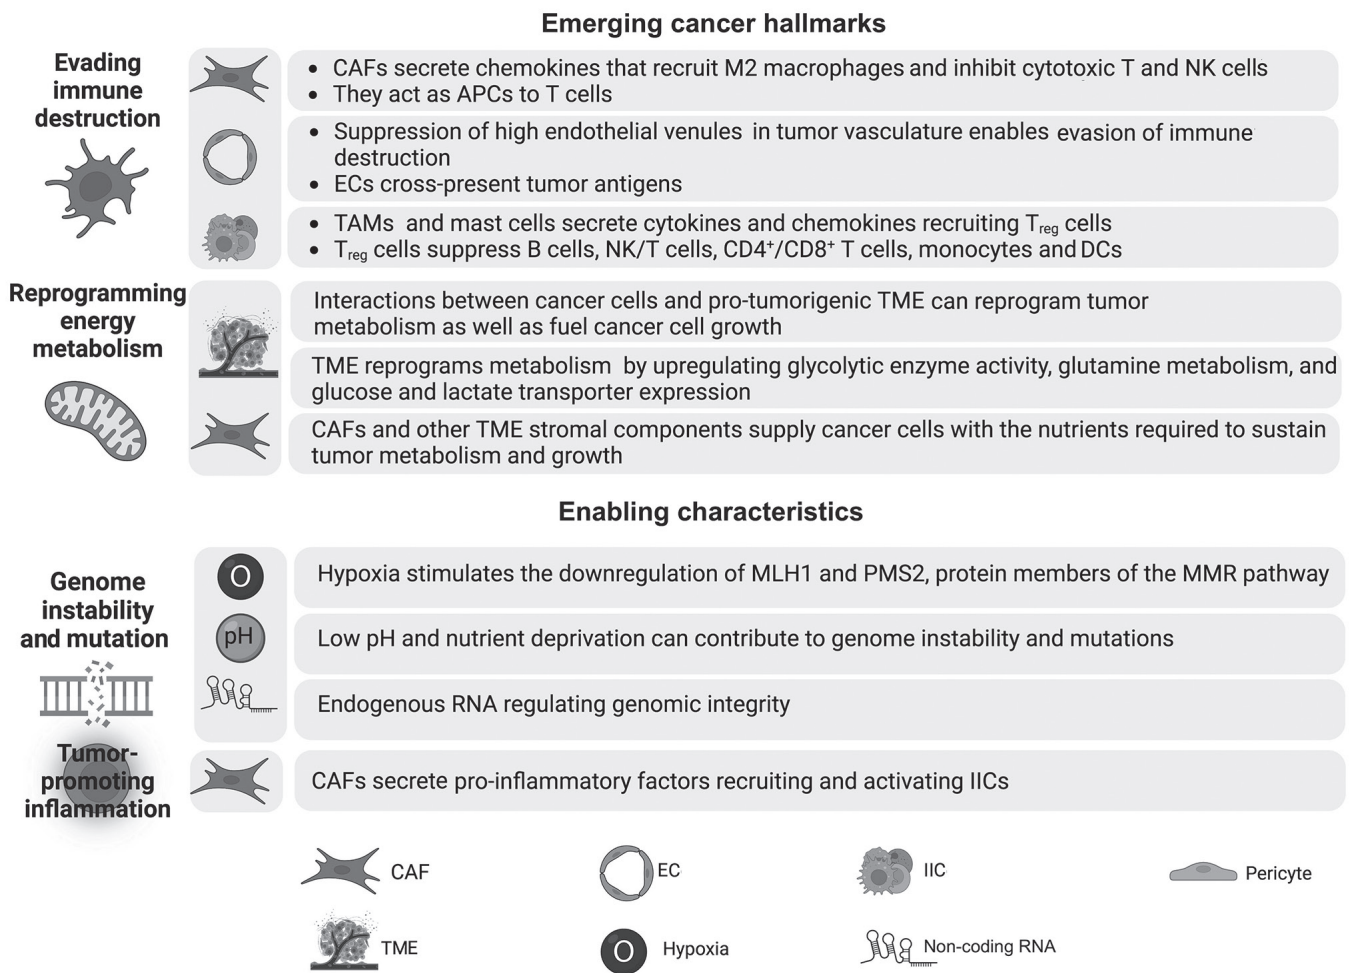 Emerging cancer hallmarks
Evading
immune
destruction
• CAFs secrete chemokines that recruit M2 macrophages and inhibit cytotoxic T and NK cells
• They act as APCs to T cells
• Suppression of high endothelial venules in tumor vasculature enables evasion of immune
destruction
• ECs cross-present tumor antigens
• TAMs and mast cells secrete cytokines and chemokines recruiting Treg cells
• Treg cells suppress B cells, NK/T cells, CD4⁺/CD8⁺ T cells, monocytes and DCs
Reprogramming
energy
metabolism
Interactions between cancer cells and pro-tumorigenic TME can reprogram tumor
metabolism as well as fuel cancer cell growth
TME reprograms metabolism by upregulating glycolytic enzyme activity, glutamine metabolism, and
glucose and lactate transporter expression
CAFs and other TME stromal components supply cancer cells with the nutrients required to sustain
tumor metabolism and growth
Enabling characteristics
Genome
instability
and mutation
O
Hypoxia stimulates the downregulation of MLH1 and PMS2, protein members of the MMR pathway
pH
Low pH and nutrient deprivation can contribute to genome instability and mutations
Endogenous RNA regulating genomic integrity
Tumor-
promoting
inflammation
CAFs secrete pro-inflammatory factors recruiting and activating IICs
CAF
EC
IIC
Pericyte
TME
O
Hypoxia
Non-coding RNA